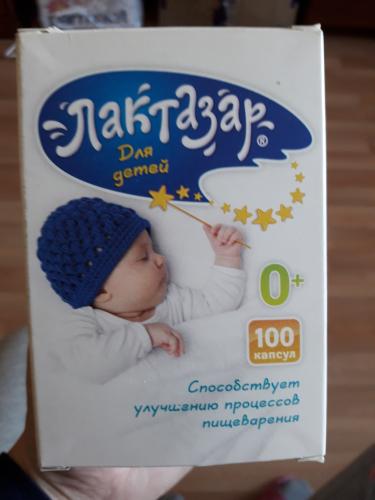 Лактазар®
Для
детей
0+
100
капсул
Способствует
улучшению процессов
пищеварения